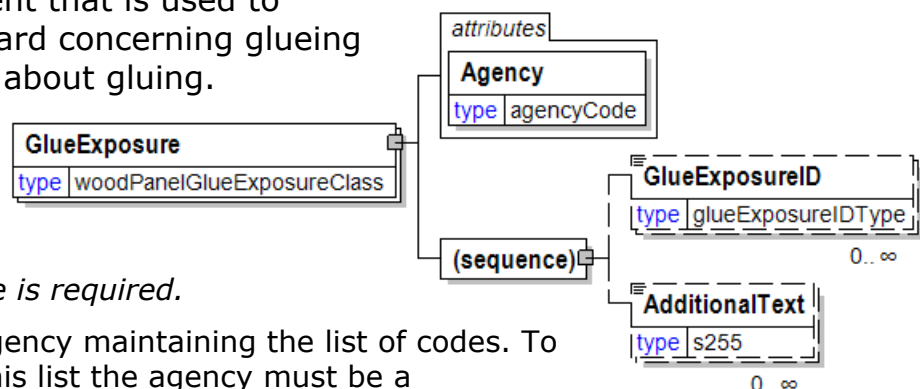 ent that is used to
ard concerning glueing
about gluing.
attributes
Agency
type agencyCode
GlueExposure
type woodPanelGlueExposureClass
GlueExposureID
type glueExposureIDType
0.. ∞
(sequence)
AdditionalText
type s255
0.. ∞
e is required.
gency maintaining the list of codes. To
his list the agency must be a